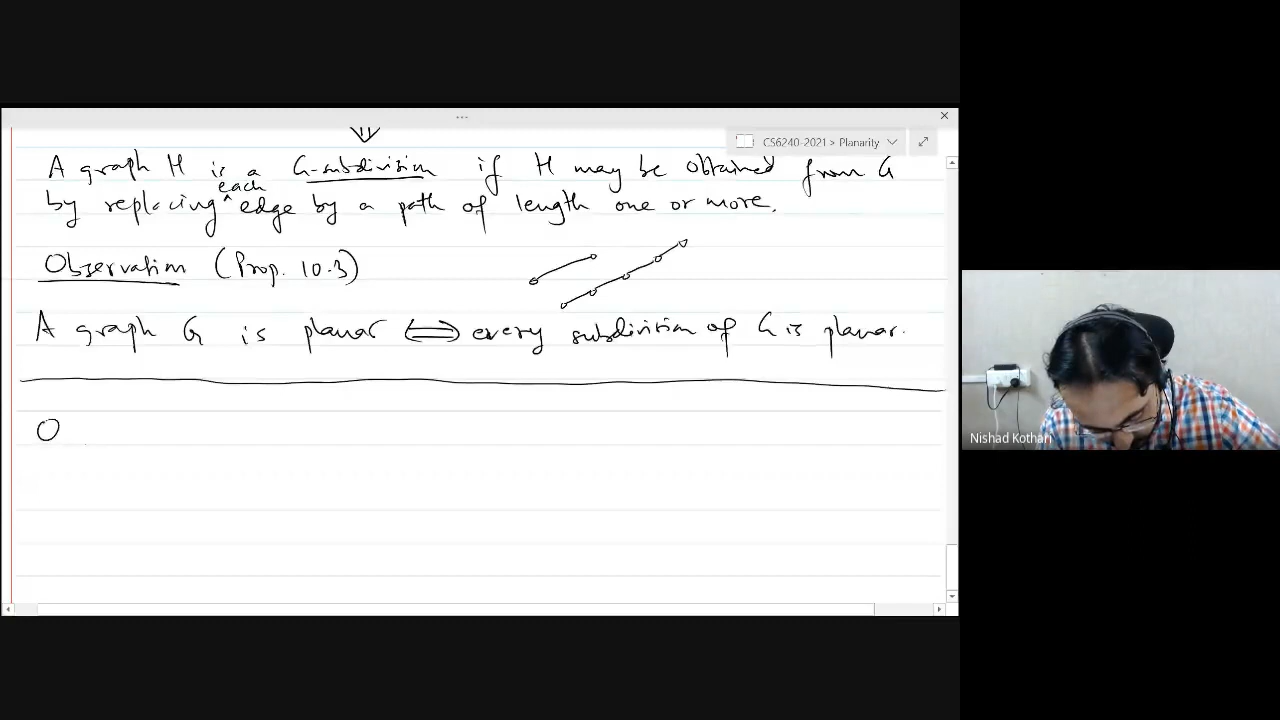 CS6240-2021 > Planarity
A graph H is a G-subdivision if H may be obtained from G
each
by replacing ^ edge by a path of length one or more.
Observation (Prop. 10.3)
A graph G is planar ⟺ every subdivision of G is planar.
O
Nishad Kothari